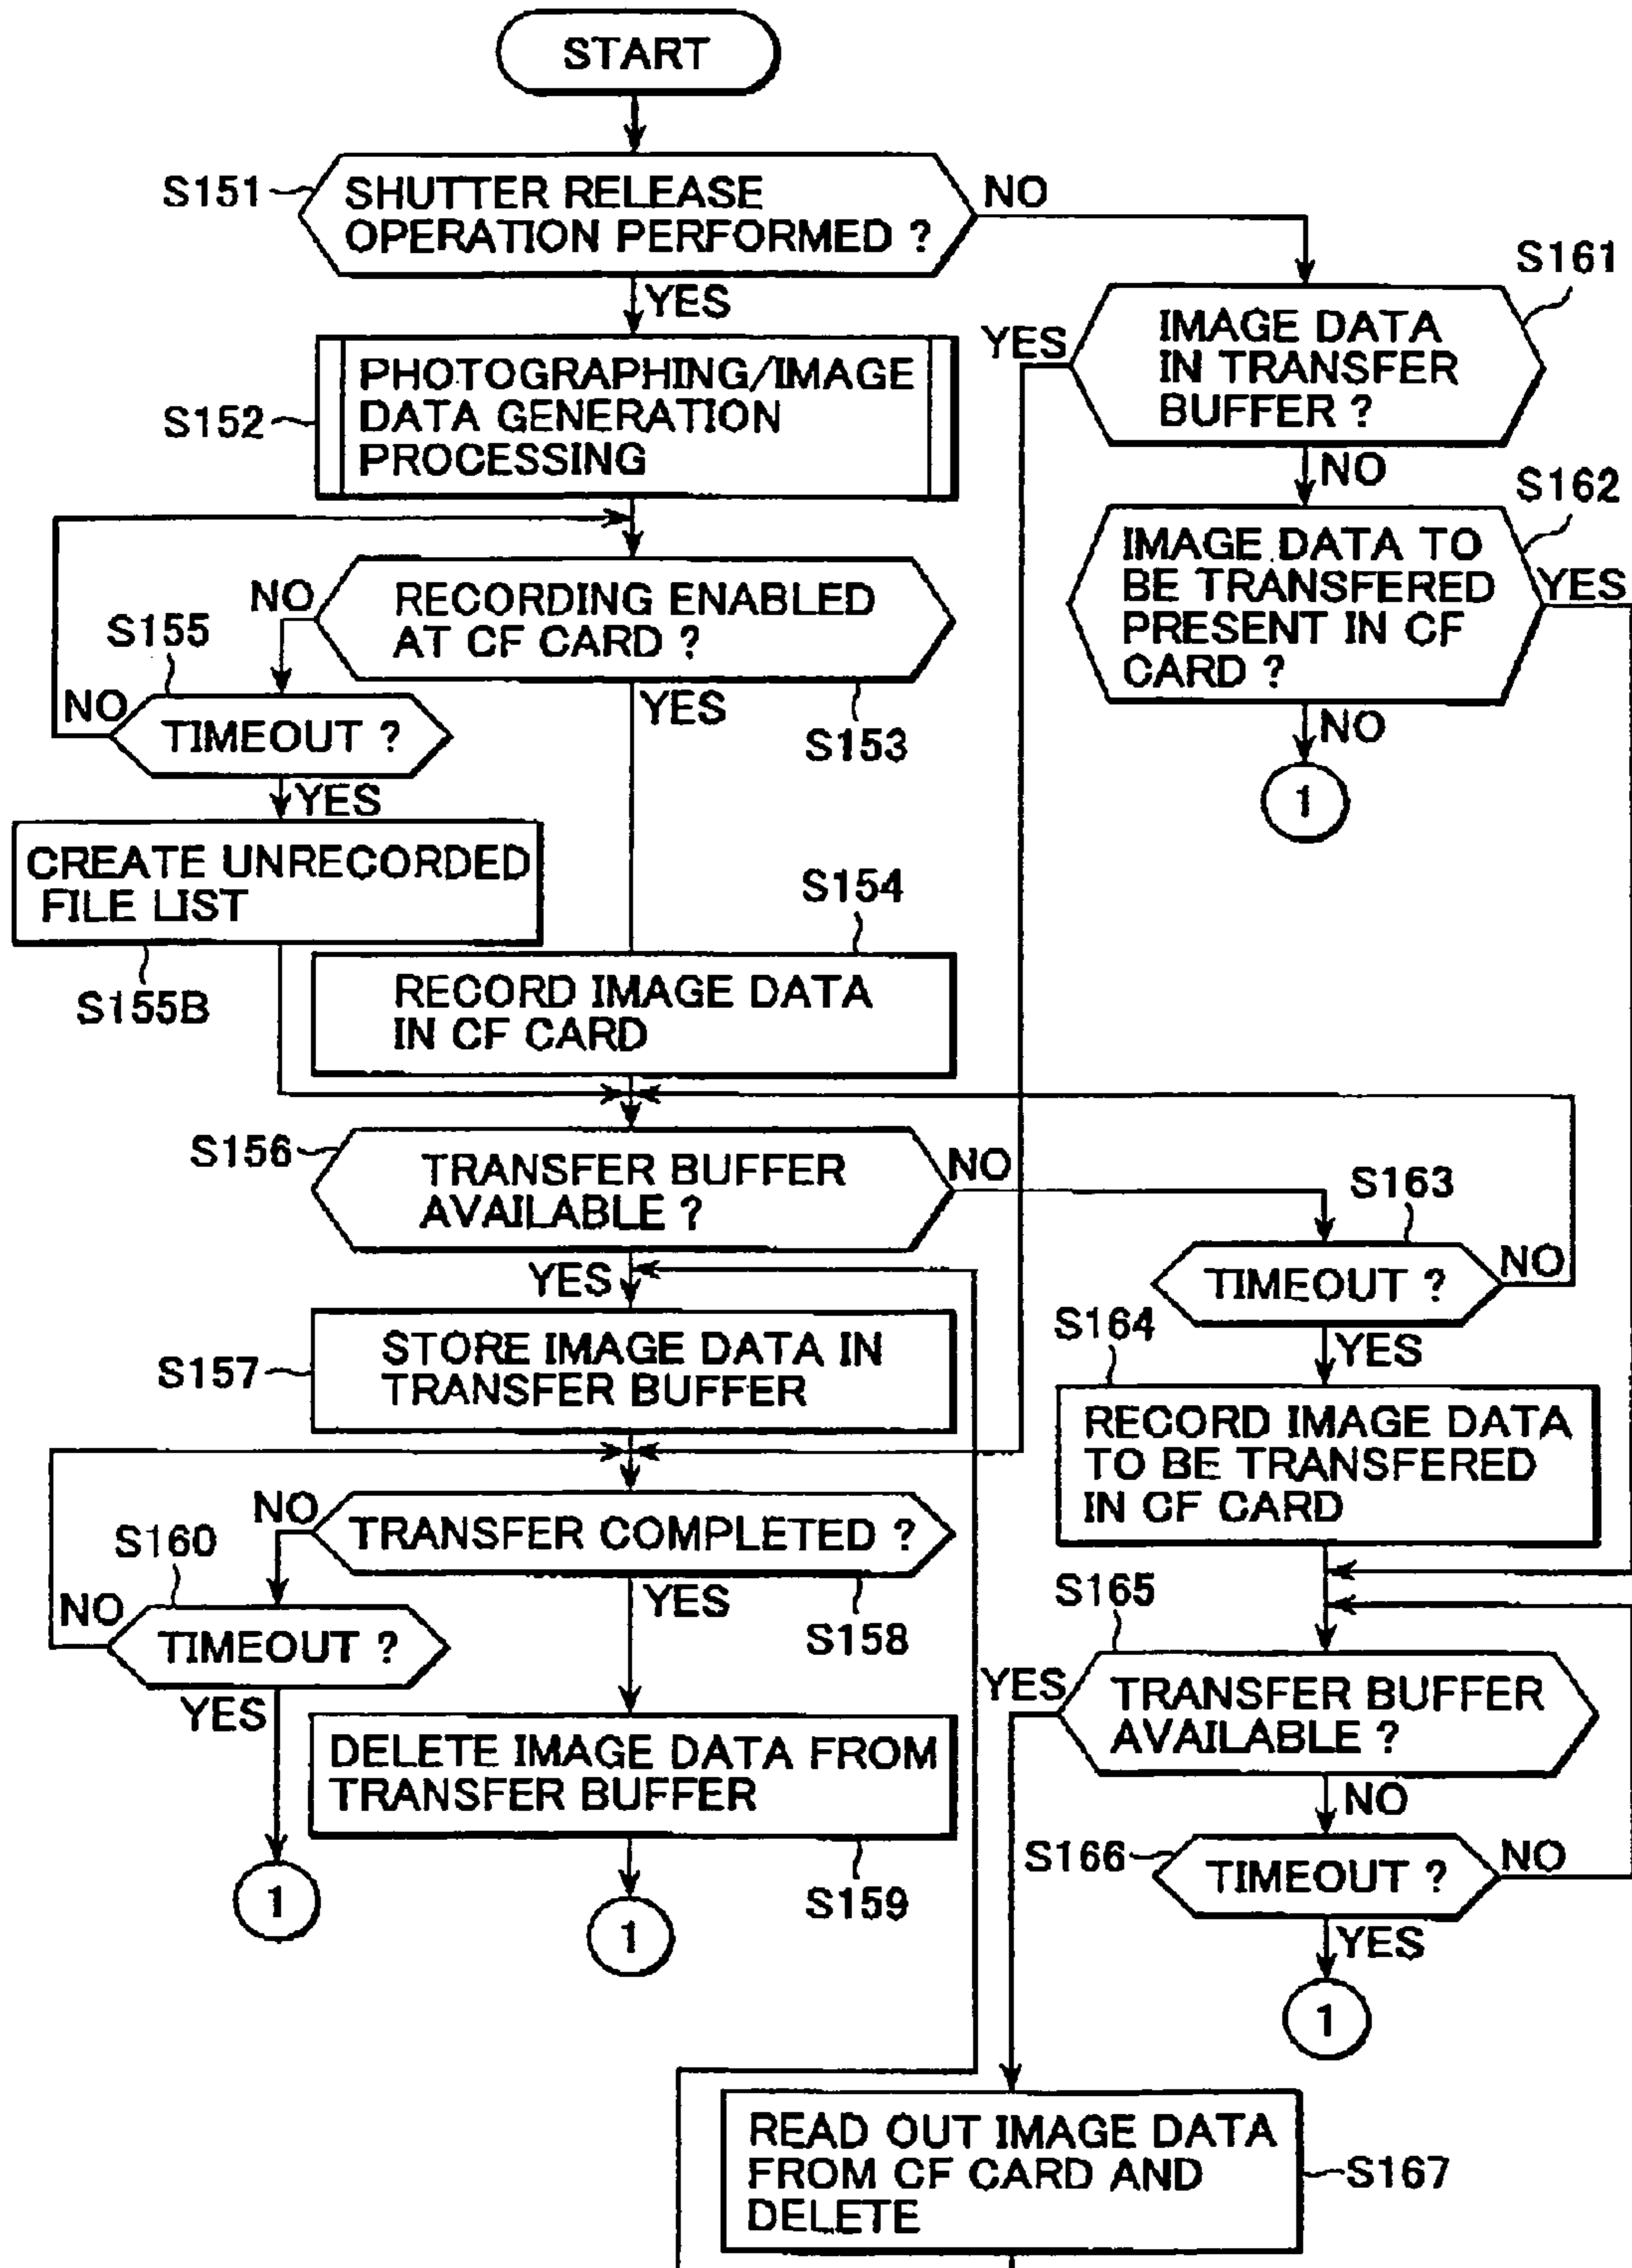 START
S151
SHUTTER RELEASE
OPERATION PERFORMED ?
NO
YES
S161
IMAGE DATA
IN TRANSFER
BUFFER ?
YES
NO
S152
PHOTOGRAPHING/IMAGE
DATA GENERATION
PROCESSING
S162
IMAGE DATA TO
BE TRANSFERED
PRESENT IN CF
CARD ?
YES
NO
1
RECORDING ENABLED
AT CF CARD ?
NO
YES
S153
S155
TIMEOUT ?
NO
YES
CREATE UNRECORDED
FILE LIST
S155B
S154
RECORD IMAGE DATA
IN CF CARD
S156
TRANSFER BUFFER
AVAILABLE ?
NO
YES
S163
TIMEOUT ?
NO
YES
S157
STORE IMAGE DATA IN
TRANSFER BUFFER
S164
RECORD IMAGE DATA
TO BE TRANSFERED
IN CF CARD
NO
TRANSFER COMPLETED ?
YES
S158
S160
TIMEOUT ?
NO
YES
1
DELETE IMAGE DATA FROM
TRANSFER BUFFER
S159
1
S165
TRANSFER BUFFER
AVAILABLE ?
YES
NO
S166
TIMEOUT ?
NO
YES
1
READ OUT IMAGE DATA
FROM CF CARD AND
DELETE
S167